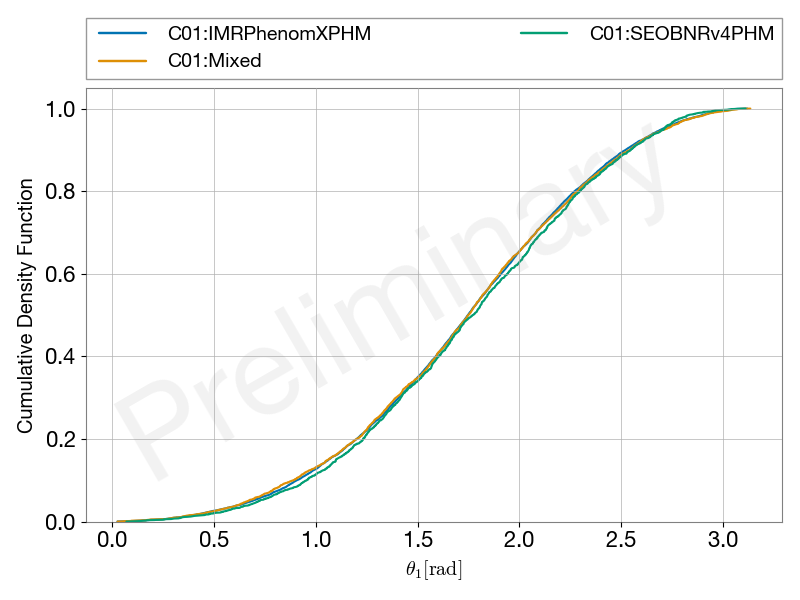 C01:IMRPhenomXPHM
C01:SEOBNRv4PHM
C01:Mixed
Preliminary
Cumulative Density Function
1.0
0.8
0.6
0.4
0.2
0.0
0.0 0.5 1.0 1.5 2.0 2.5 3.0
θ₁[rad]